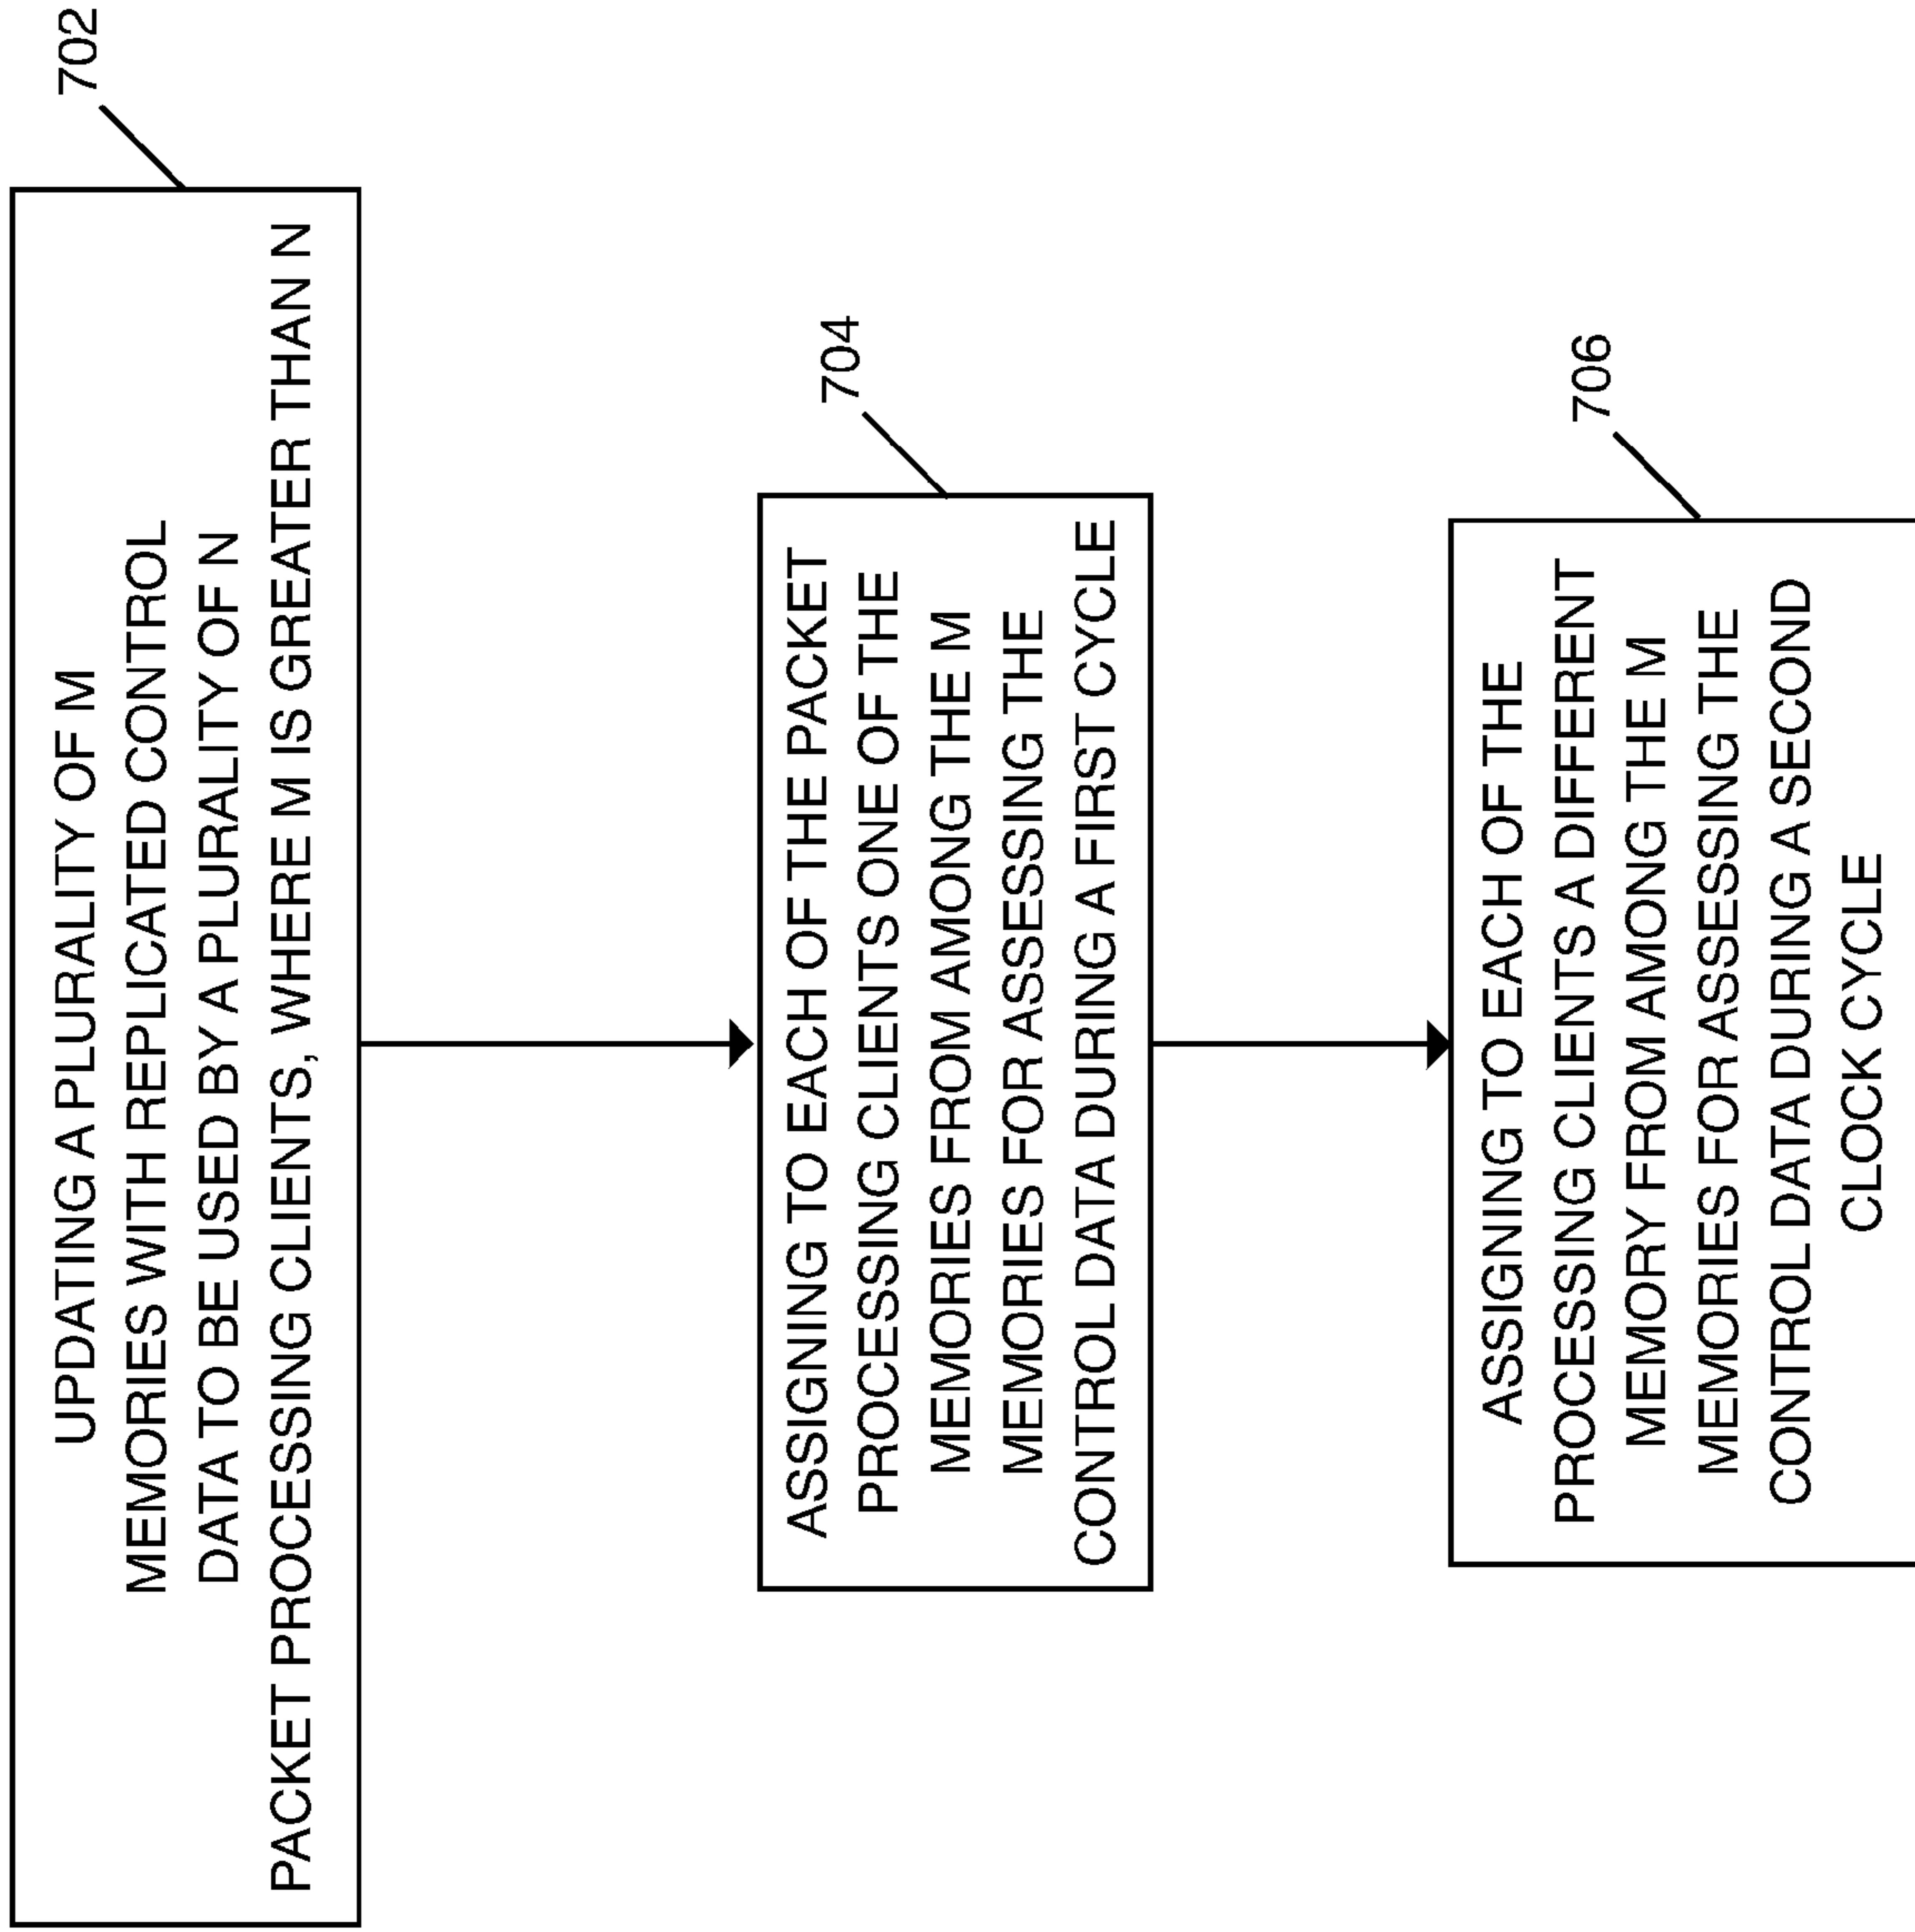 UPDATING A PLURALITY OF M
MEMORIES WITH REPLICATED CONTROL
DATA TO BE USED BY A PLURALITY OF N
PACKET PROCESSING CLIENTS, WHERE M IS GREATER THAN N
702
ASSIGNING TO EACH OF THE PACKET
PROCESSING CLIENTS ONE OF THE
MEMORIES FROM AMONG THE M
MEMORIES FOR ASSESSING THE
CONTROL DATA DURING A FIRST CYCLE
704
ASSIGNING TO EACH OF THE
PROCESSING CLIENTS A DIFFERENT
MEMORY FROM AMONG THE M
MEMORIES FOR ASSESSING THE
CONTROL DATA DURING A SECOND
CLOCK CYCLE
706